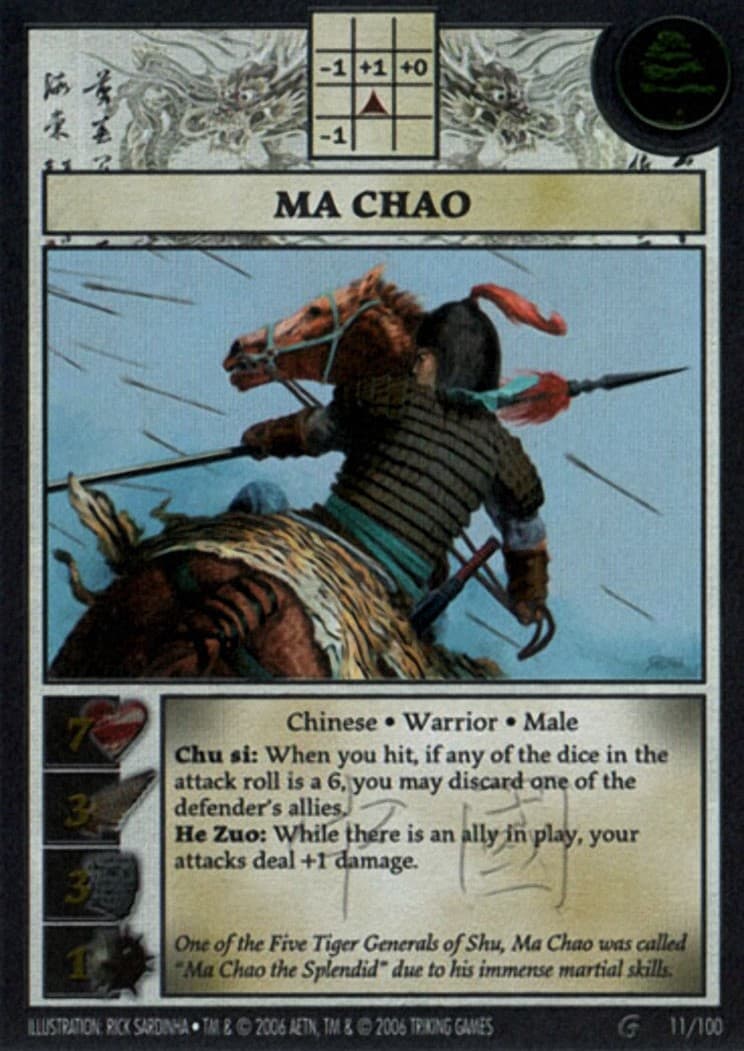 -1 +1 +0
-1
MA CHAO
7
3
3
1
Chinese • Warrior • Male
Chu si: When you hit, if any of the dice in the
attack roll is a 6, you may discard one of the
defender's allies.
He Zuo: While there is an ally in play, your
attacks deal +1 damage.
中國
One of the Five Tiger Generals of Shu, Ma Chao was called
"Ma Chao the Splendid" due to his immense martial skills.
ILLUSTRATION: RICK SARDINHA • TM & © 2006 AETN, TM & © 2006 TRIKING GAMES
G 11/100